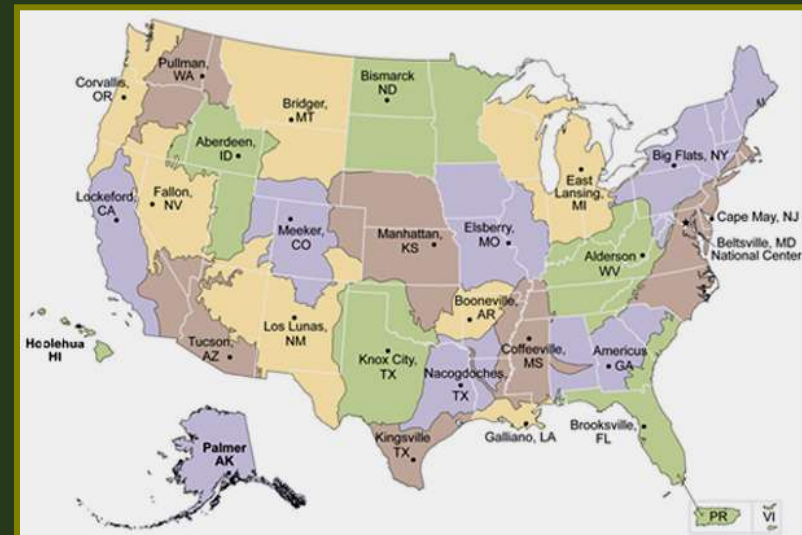 Pullman,
WA
Corvallis,
OR
Bismarck
ND
Bridger,
MT
Aberdeen,
ID
Big Flats, NY
East
Lansing,
MI
Lockeford,
CA
Fallon,
NV
Meeker,
CO
Manhattan,
KS
Elsberry,
MO
Cape May, NJ
Beltsville, MD
National Center
Alderson
WV
Booneville,
AR
Los Lunas,
NM
Tucson,
AZ
Knox City,
TX
Nacogdoches,
TX
Coffeeville,
MS
Americus
GA
Hoolehua
HI
Kingsville
TX
Galliano, LA
Brooksville,
FL
Palmer
AK
PR
VI